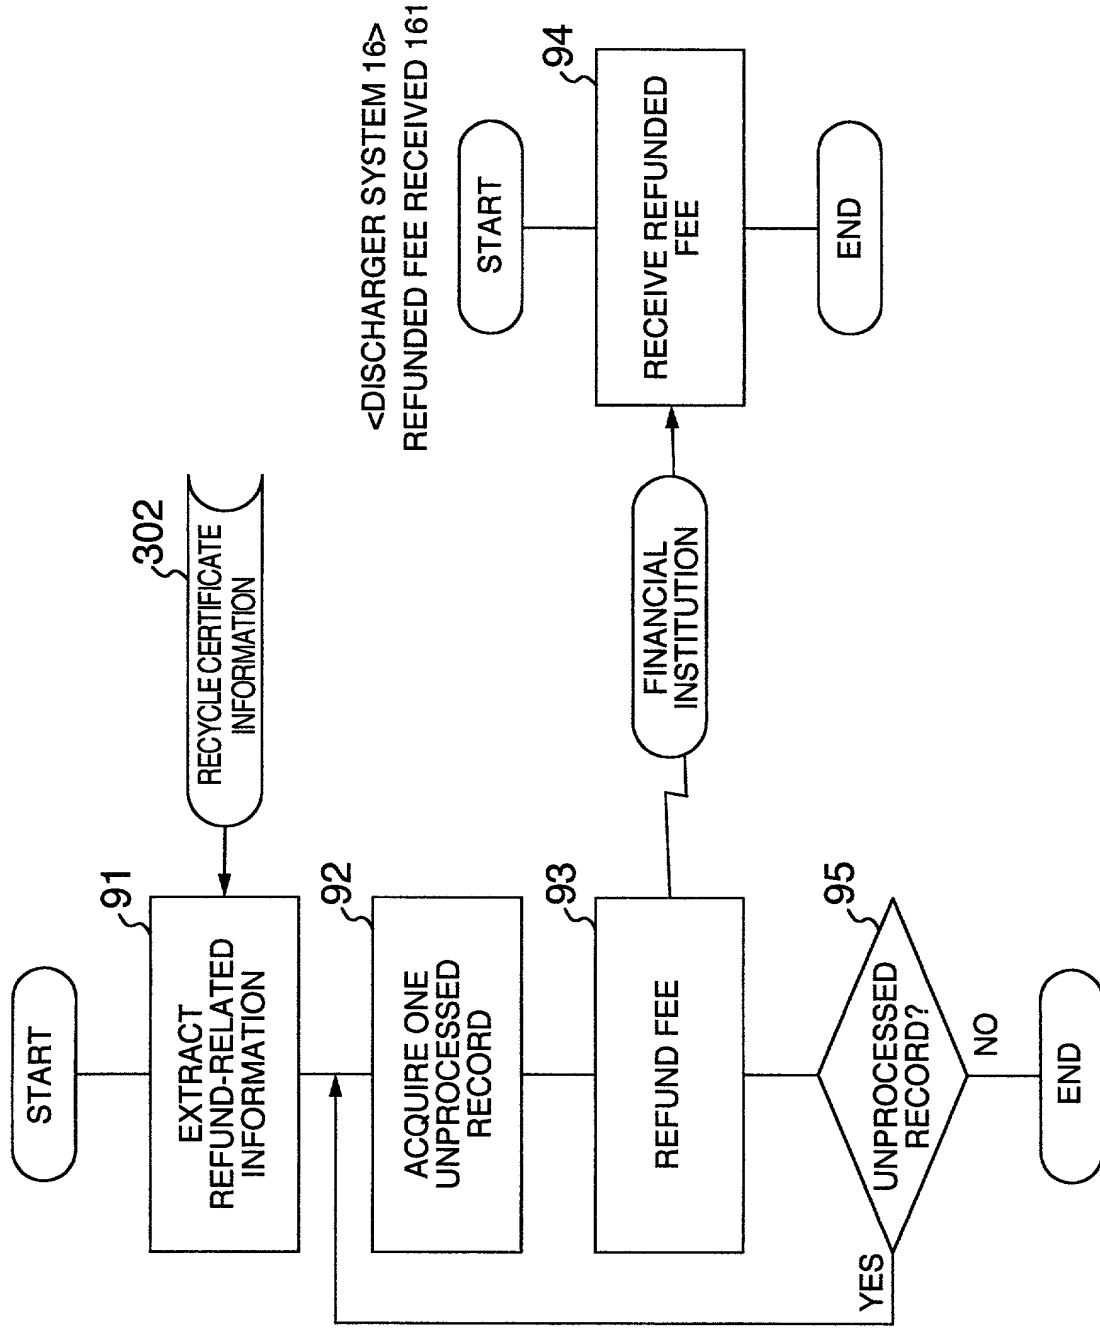 START
91
EXTRACT
REFUND-RELATED
INFORMATION
302
RECYCLE CERTIFICATE
INFORMATION
92
ACQUIRE ONE
UNPROCESSED
RECORD
93
REFUND FEE
FINANCIAL
INSTITUTION
95
UNPROCESSED
RECORD?
YES
NO
END
<DISCHARGER SYSTEM 16>
REFUNDED FEE RECEIVED 161
START
94
RECEIVE REFUNDED
FEE
END